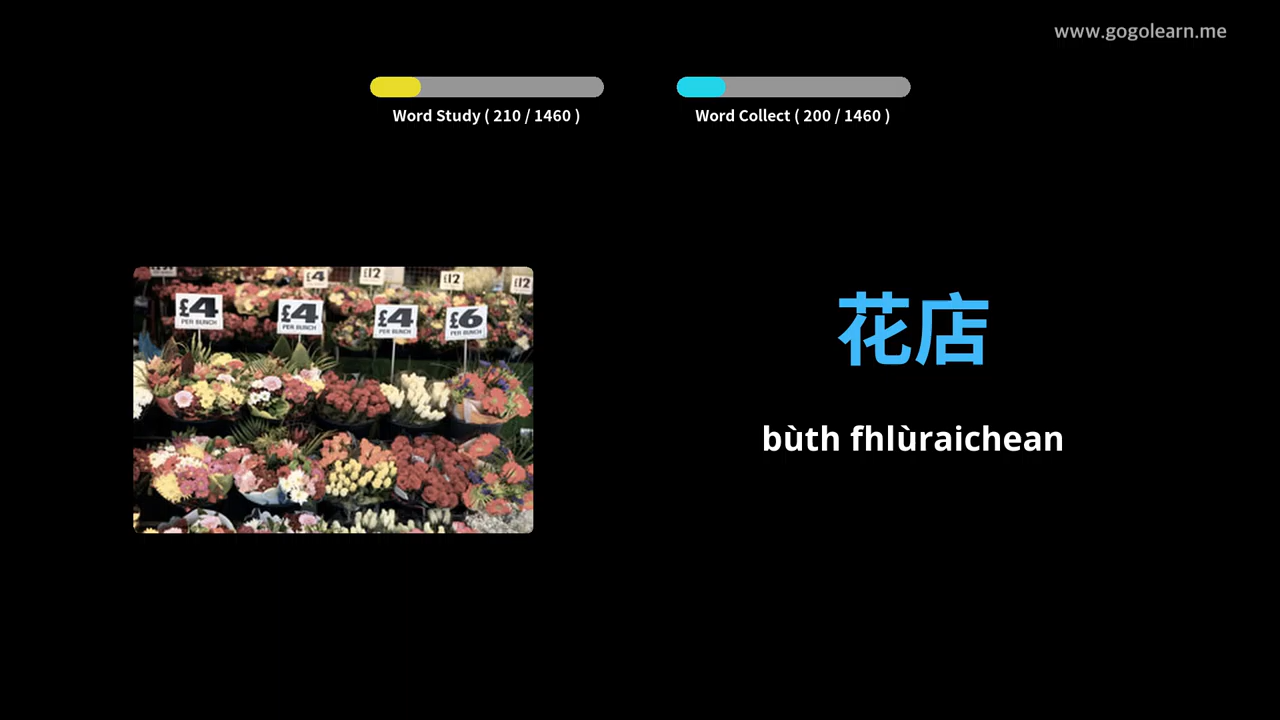 www.gogolearn.me
Word Study ( 210 / 1460 )
Word Collect ( 200 / 1460 )
£4
£12
£12
£12
£4
PER BUNCH
£4
PER BUNCH
£4
PER BUNCH
£6
PER BUNCH
花店
bùth fhlùraichean